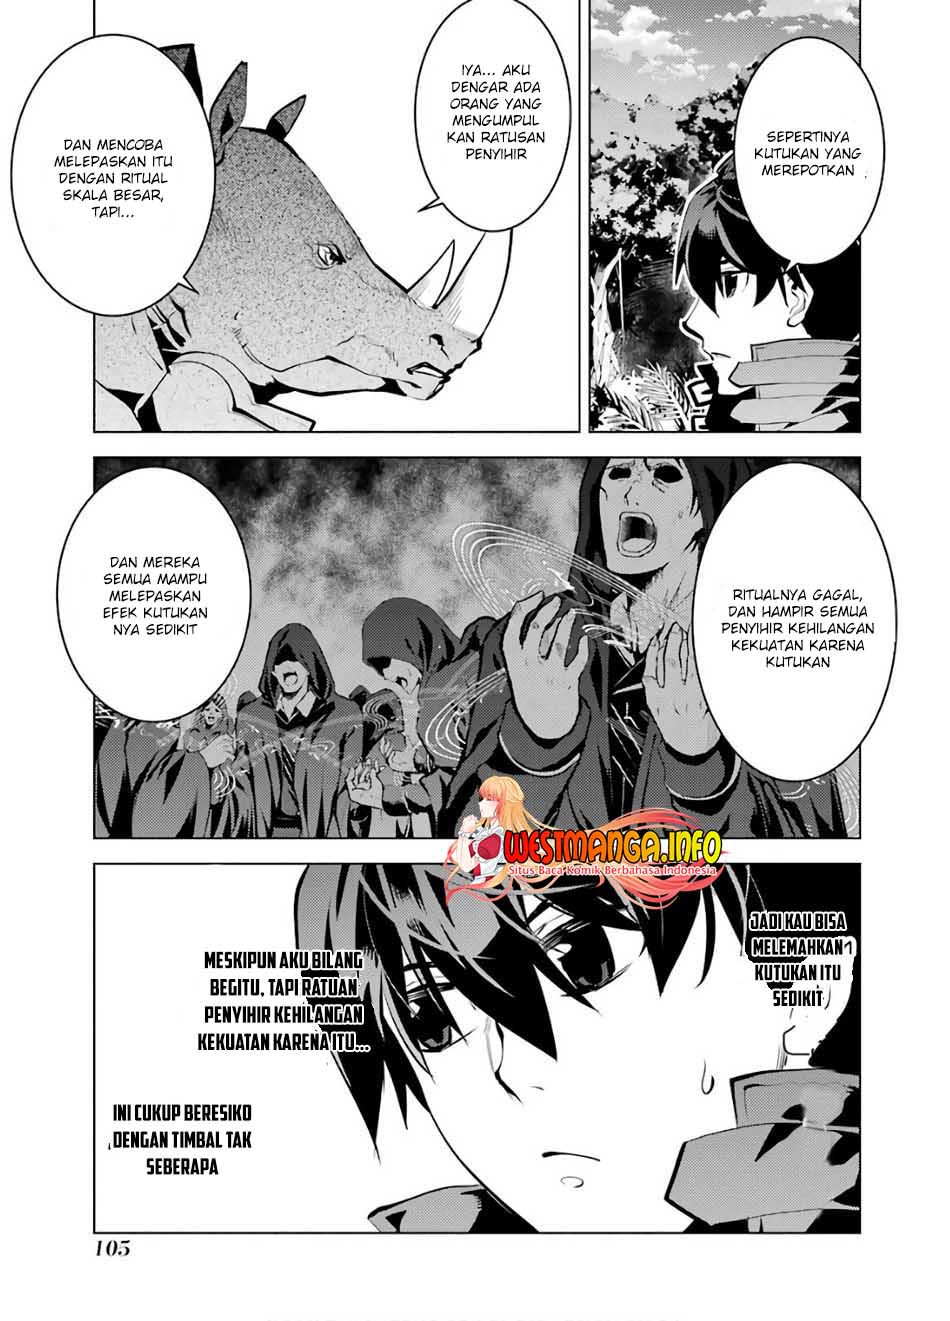 SEPERTINYA
KUTUKAN YANG
MEREPOTKAN
IYA... AKU
DENGAR ADA
ORANG YANG
MENGUMPUL
KAN RATUSAN
PENYIHIR
DAN MENCOBA
MELEPASKAN ITU
DENGAN RITUAL
SKALA BESAR,
TAPI...
RITUALNYA GAGAL,
DAN HAMPIR SEMUA
PENYIHIR KEHILANGAN
KEKUATAN KARENA
KUTUKAN
DAN MEREKA
SEMUA MAMPU
MELEPASKAN
EFEK KUTUKAN
NYA SEDIKIT
WESTMANGA.INFO
Situs Baca Komik Berbahasa Indonesia
JADI KAU BISA
MELEMAHKAN
KUTUKAN ITU
SEDIKIT
MESKIPUN AKU BILANG
BEGITU, TAPI RATUAN
PENYIHIR KEHILANGAN
KEKUATAN KARENA ITU...
INI CUKUP BERESIKO
DENGAN TIMBAL TAK
SEBERAPA
105